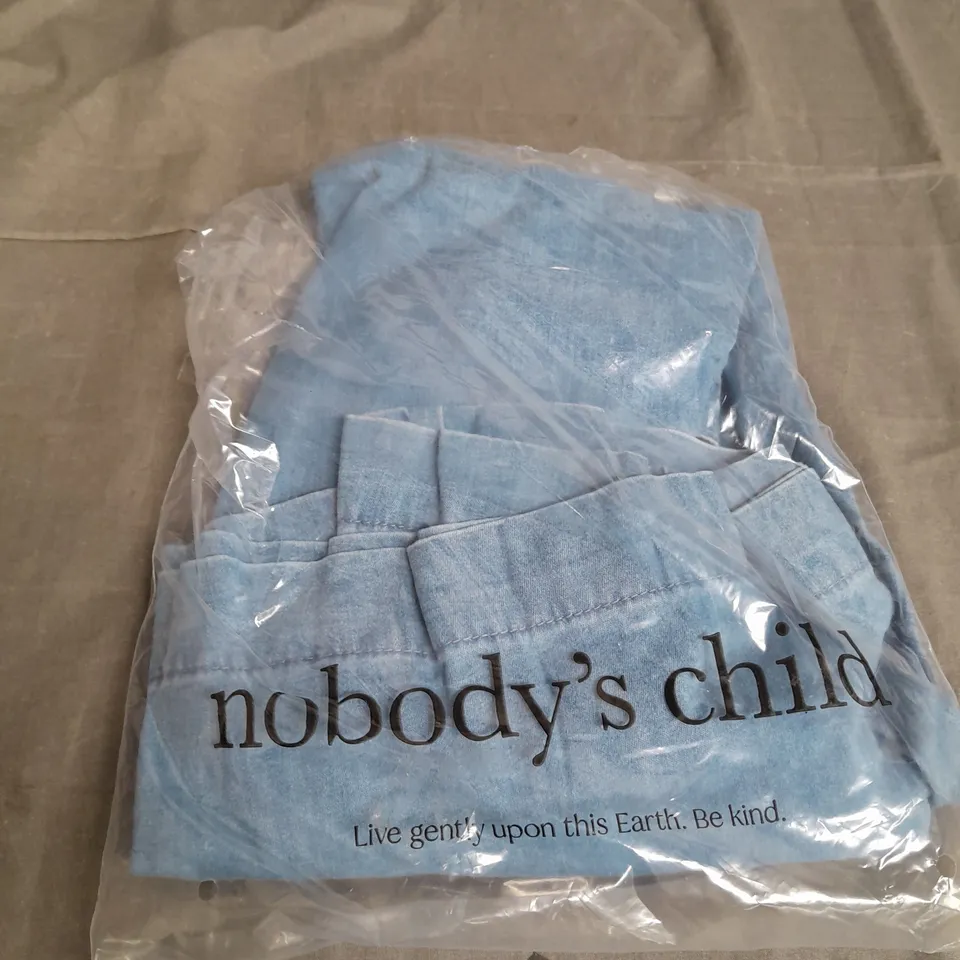 nobody's child
Live gently upon this Earth. Be kind.